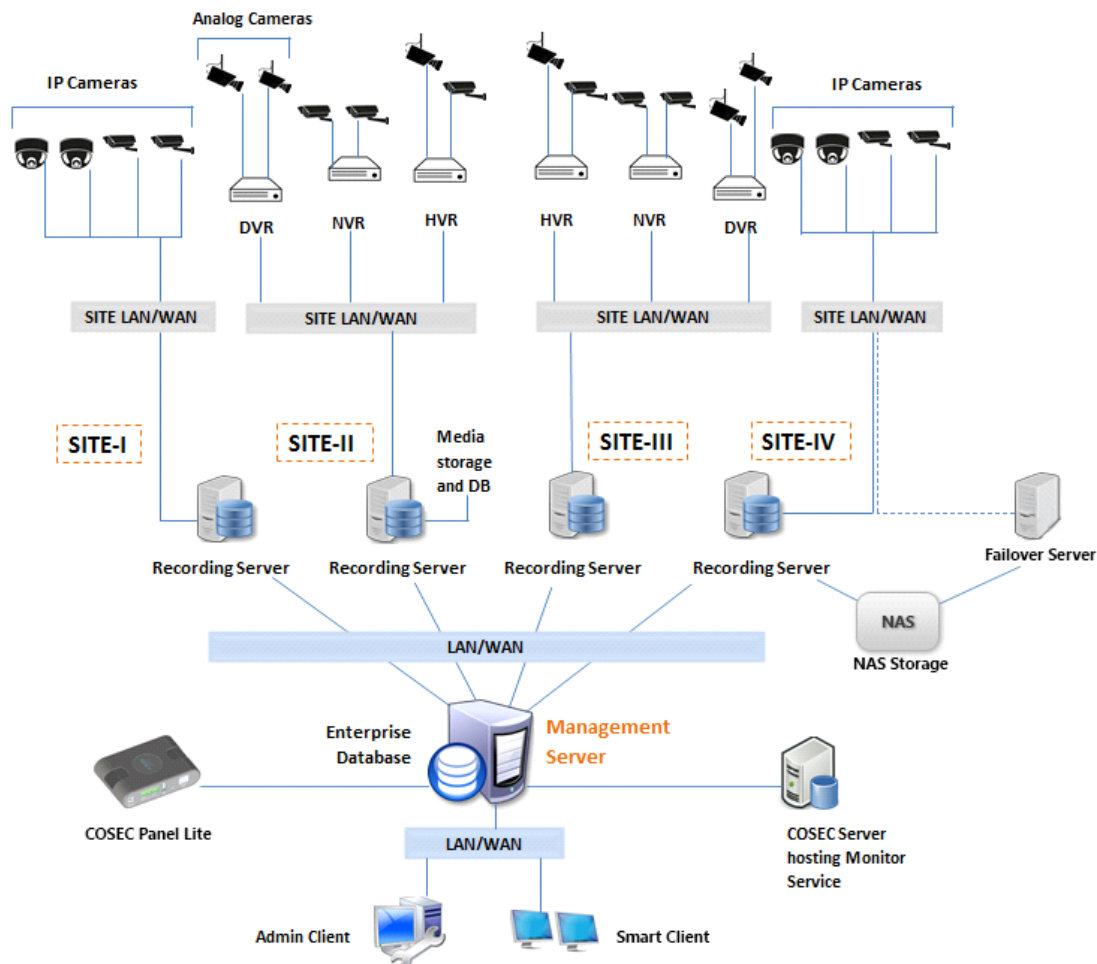 Analog Cameras
IP Cameras
IP Cameras
DVR
NVR
HVR
HVR
NVR
DVR
SITE LAN/WAN
SITE LAN/WAN
SITE LAN/WAN
SITE LAN/WAN
SITE-I
SITE-II
Media
storage
and DB
SITE-III
SITE-IV
Recording Server
Recording Server
Recording Server
Recording Server
Failover Server
NAS
NAS Storage
LAN/WAN
Enterprise
Database
Management
Server
COSEC Panel Lite
COSEC Server
hosting Monitor
Service
LAN/WAN
Admin Client
Smart Client